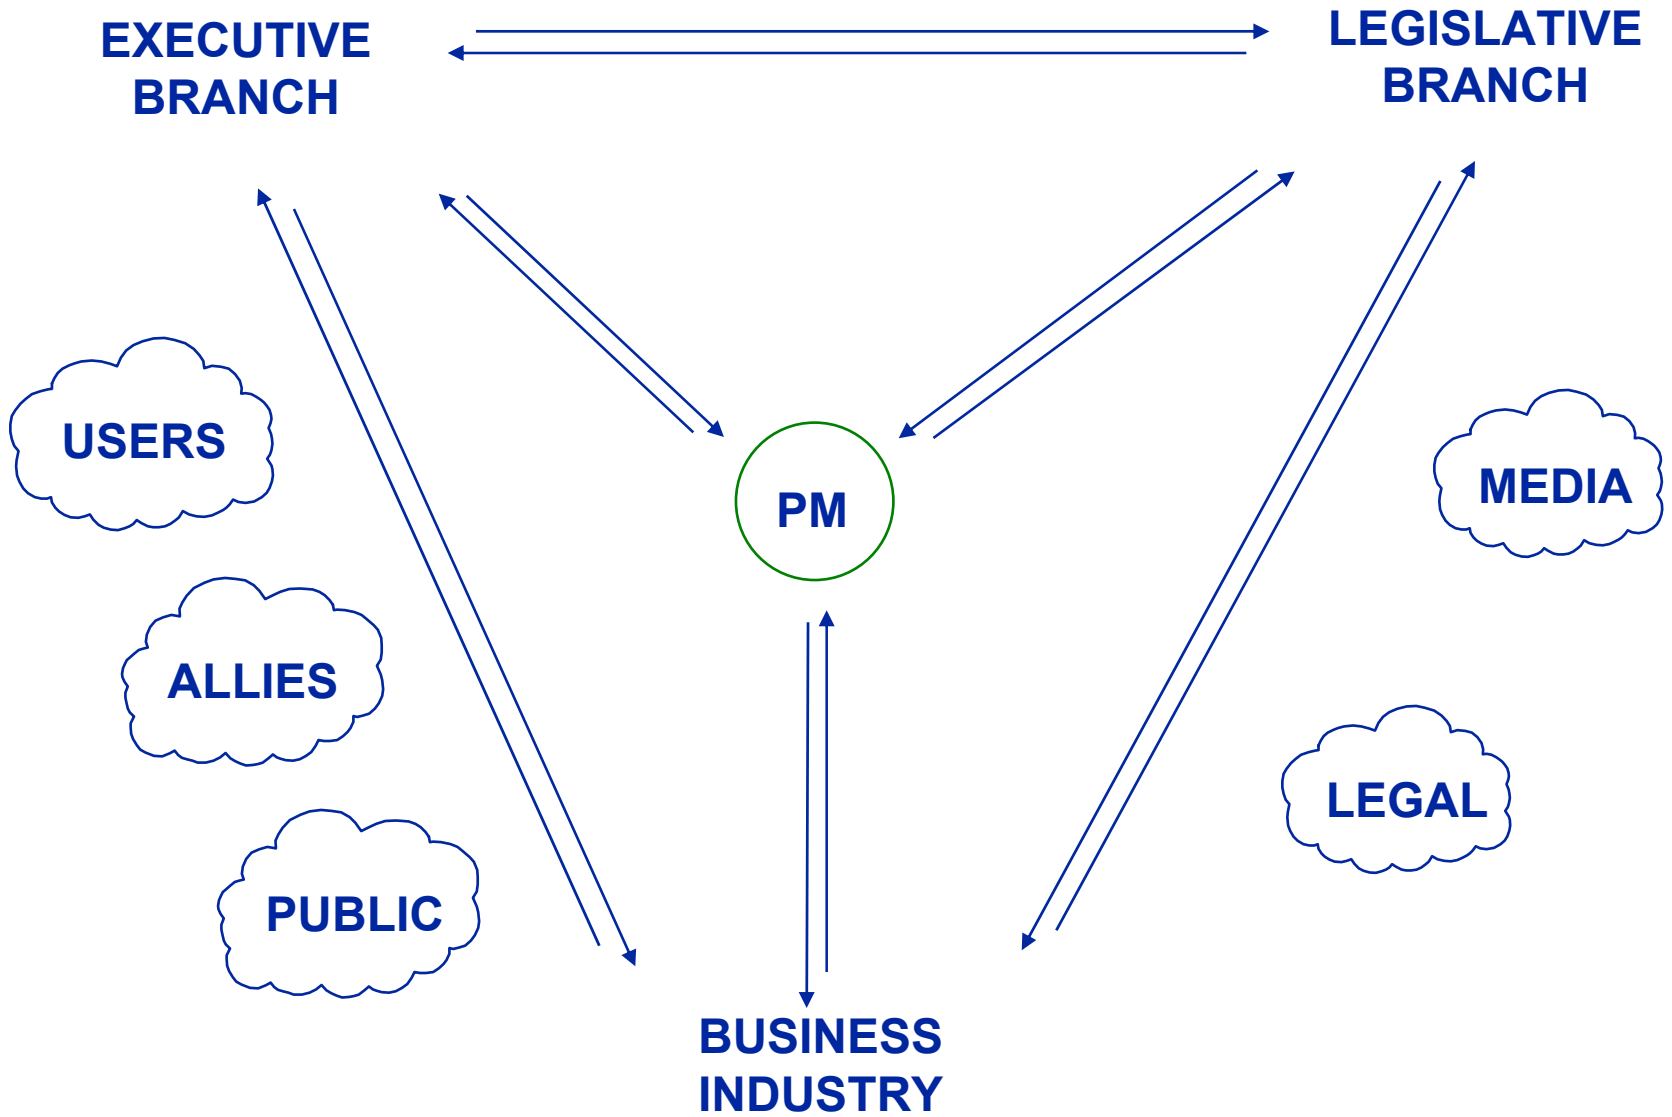 EXECUTIVE
BRANCH
LEGISLATIVE
BRANCH
USERS
MEDIA
PM
ALLIES
LEGAL
PUBLIC
BUSINESS
INDUSTRY